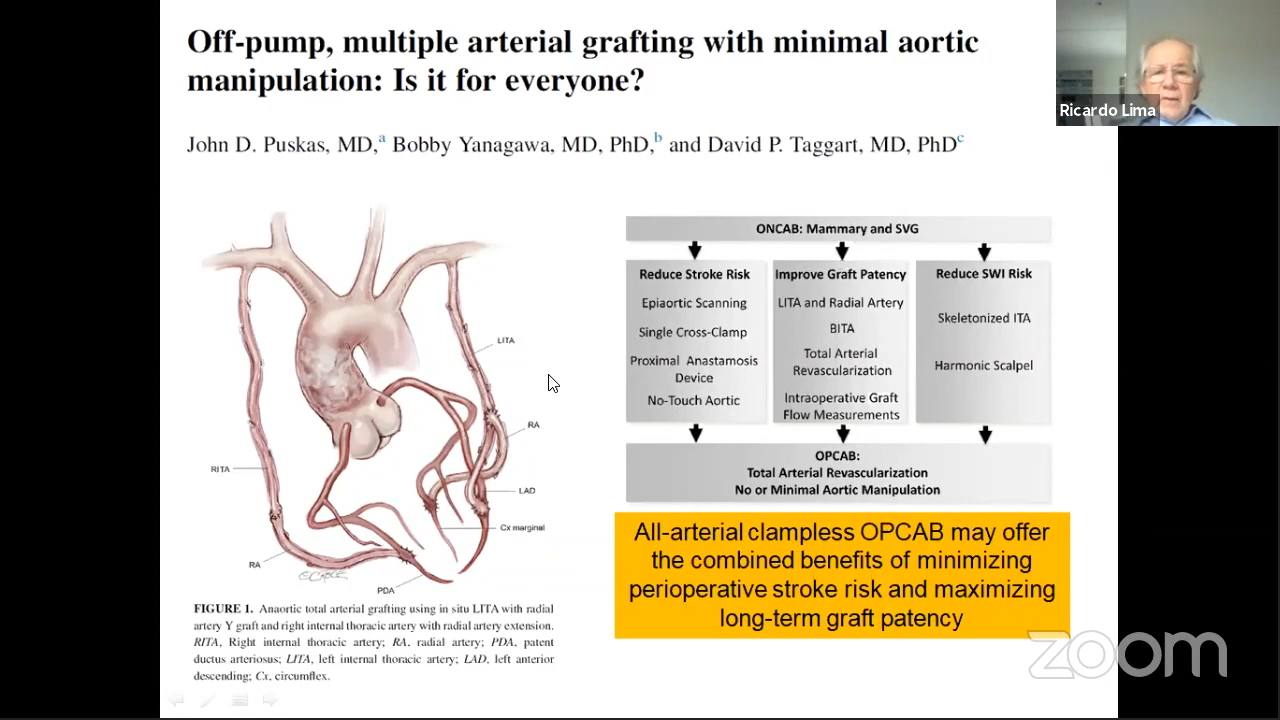 Off-pump, multiple arterial grafting with minimal aortic
manipulation: Is it for everyone?
Ricardo Lima
John D. Puskas, MD,a Bobby Yanagawa, MD, PhD,b and David P. Taggart, MD, PhDc
LITA
RA
RITA
LAD
Cx marginal
RA
PDA
FIGURE 1. Anaortic total arterial grafting using in situ LITA with radial
artery Y graft and right internal thoracic artery with radial artery extension.
RITA, Right internal thoracic artery; RA, radial artery; PDA, patent
ductus arteriosus; LITA, left internal thoracic artery; LAD, left anterior
descending; Cx, circumflex.
ONCAB: Mammary and SVG
Reduce Stroke Risk
Epiaortic Scanning
Single Cross-Clamp
Proximal Anastamosis
Device
No-Touch Aortic
Improve Graft Patency
LITA and Radial Artery
BITA
Total Arterial
Revascularization
Intraoperative Graft
Flow Measurements
Reduce SWI Risk
Skeletonized ITA
Harmonic Scalpel
OPCAB:
Total Arterial Revascularization
No or Minimal Aortic Manipulation
All-arterial clampless OPCAB may offer
the combined benefits of minimizing
perioperative stroke risk and maximizing
long-term graft patency
zoom